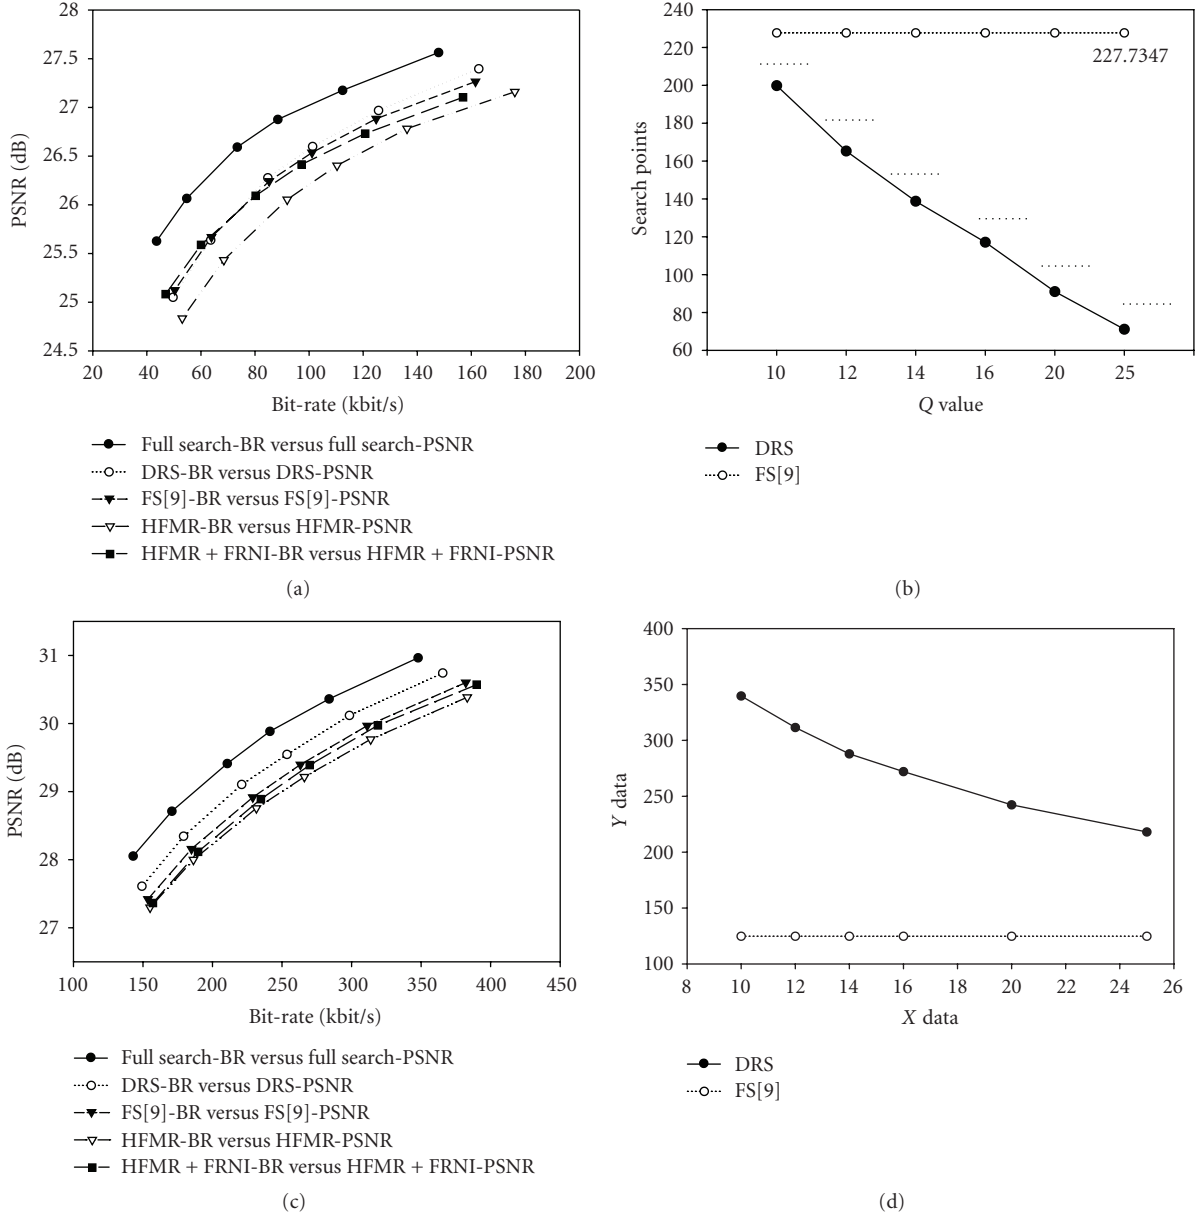 28
27.5
27
26.5
26
25.5
25
24.5
PSNR (dB)
20 40 60 80 100 120 140 160 180 200
Bit-rate (kbit/s)
Full search-BR versus full search-PSNR
DRS-BR versus DRS-PSNR
FS[9]-BR versus FS[9]-PSNR
HFMR-BR versus HFMR-PSNR
HFMR + FRNI-BR versus HFMR + FRNI-PSNR
(a)
240
220
200
180
160
140
120
100
80
60
Search points
227.7347
10 12 14 16 20 25
Q value
DRS
FS[9]
(b)
31
30
29
28
27
PSNR (dB)
100 150 200 250 300 350 400 450
Bit-rate (kbit/s)
Full search-BR versus full search-PSNR
DRS-BR versus DRS-PSNR
FS[9]-BR versus FS[9]-PSNR
HFMR-BR versus HFMR-PSNR
HFMR + FRNI-BR versus HFMR + FRNI-PSNR
(c)
400
350
300
250
200
150
100
Y data
8 10 12 14 16 18 20 22 24 26
X data
DRS
FS[9]
(d)